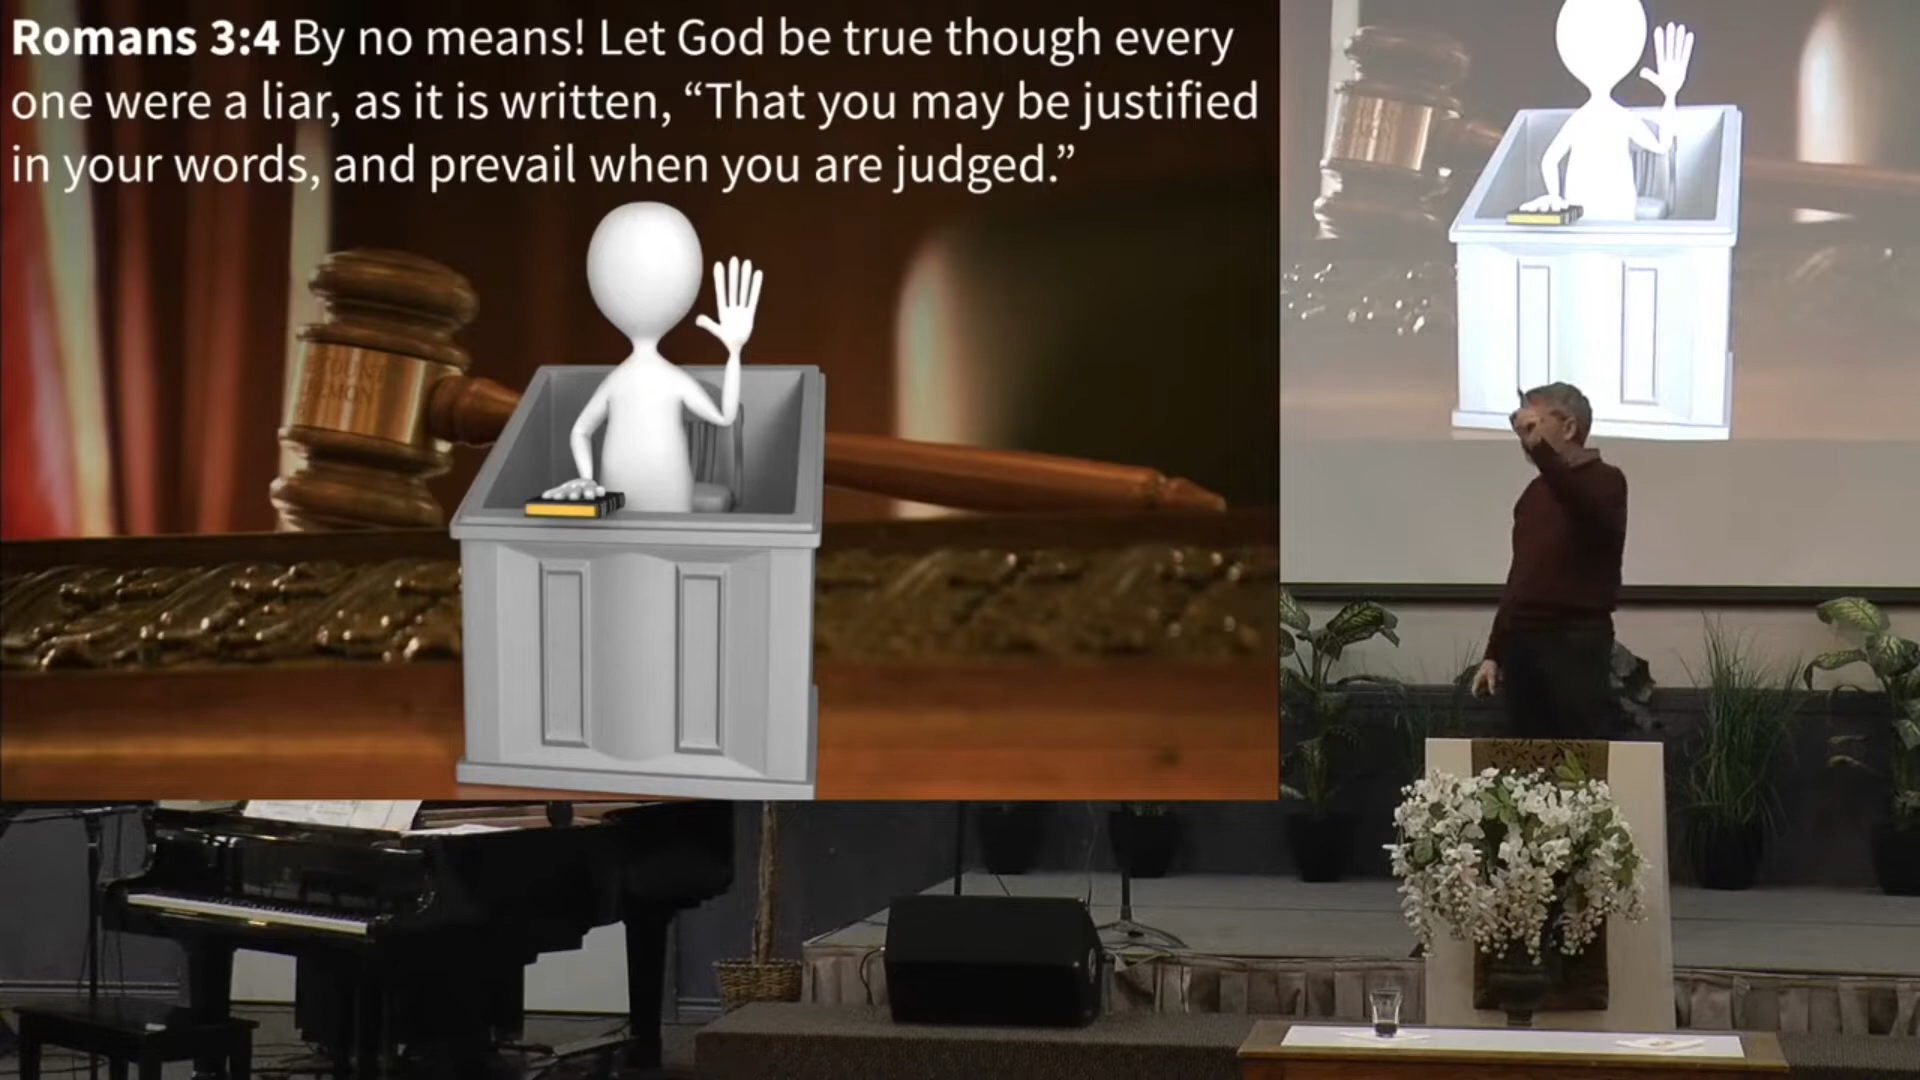 Romans 3:4 By no means! Let God be true though every
one were a liar, as it is written, “That you may be justified
in your words, and prevail when you are judged.”